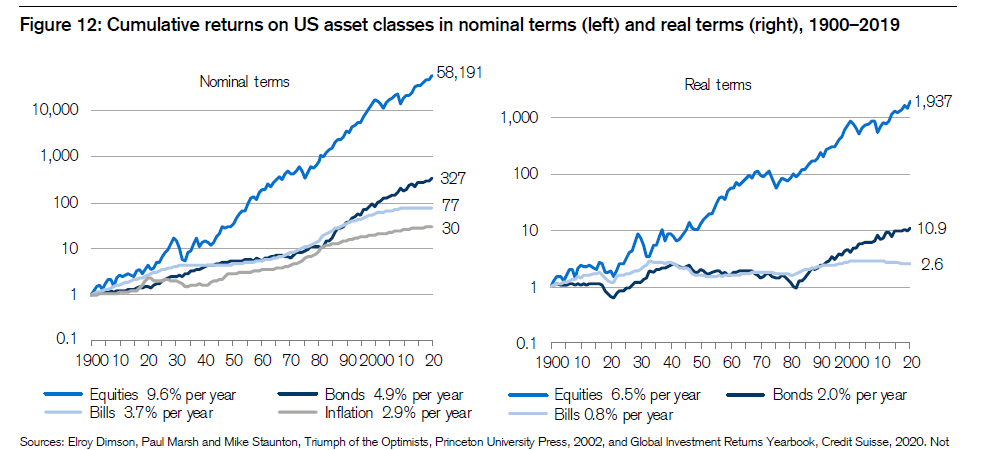 Figure 12: Cumulative returns on US asset classes in nominal terms (left) and real terms (right), 1900–2019
Nominal terms
58,191
10,000
1,000
327
100
77
30
10
1
0.1
1900 10 20 30 40 50 60 70 80 90 2000 10 20
Equities 9.6% per year
Bonds 4.9% per year
Bills 3.7% per year
Inflation 2.9% per year
Real terms
1,937
1,000
100
10.9
10
2.6
1
0.1
1900 10 20 30 40 50 60 70 80 90 2000 10 20
Equities 6.5% per year
Bonds 2.0% per year
Bills 0.8% per year
Sources: Elroy Dimson, Paul Marsh and Mike Staunton, Triumph of the Optimists, Princeton University Press, 2002, and Global Investment Returns Yearbook, Credit Suisse, 2020. Not